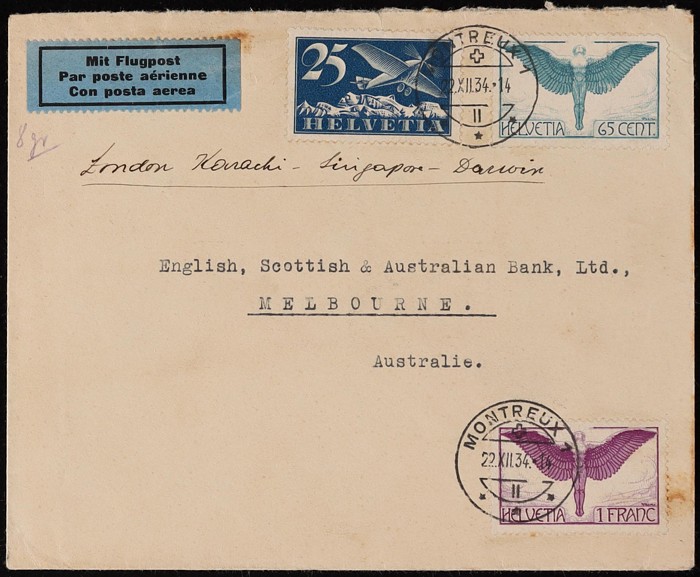 Mit Flugpost
Par poste aérienne
Con posta aerea
25
HELVETIA
MONTREUX 1
22.XII.34.-14
II
HELVETIA 65 CENT.
8 gr
London Karachi - Singapore - Darwin
English, Scottish & Australian Bank, Ltd.,
MELBOURNE.
Australie.
MONTREUX 1
22.XII.34.-14
II
HELVETIA 1 FRANC